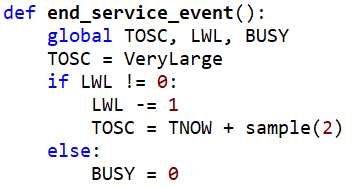 def end_service_event():
    global TOSC, LWL, BUSY
    TOSC = VeryLarge
    if LWL != 0:
        LWL -= 1
        TOSC = TNOW + sample(2)
    else:
        BUSY = 0